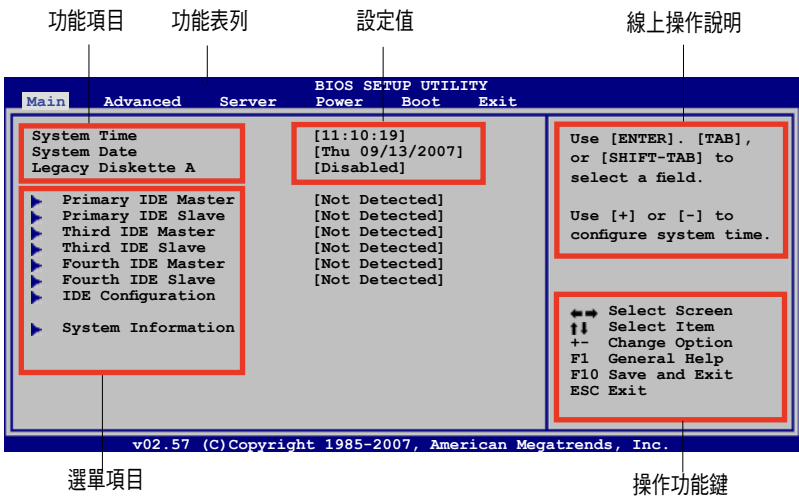 功能項目 功能表列 設定值 線上操作說明
BIOS SETUP UTILITY
Main Advanced Server Power Boot Exit
System Time [11:10:19]
System Date [Thu 09/13/2007]
Legacy Diskette A [Disabled]
Primary IDE Master [Not Detected]
Primary IDE Slave [Not Detected]
Third IDE Master [Not Detected]
Third IDE Slave [Not Detected]
Fourth IDE Master [Not Detected]
Fourth IDE Slave [Not Detected]
IDE Configuration
System Information
Use [ENTER]. [TAB],
or [SHIFT-TAB] to
select a field.
Use [+] or [-] to
configure system time.
Select Screen
Select Item
+- Change Option
F1 General Help
F10 Save and Exit
ESC Exit
v02.57 (C)Copyright 1985-2007, American Megatrends, Inc.
選單項目 操作功能鍵